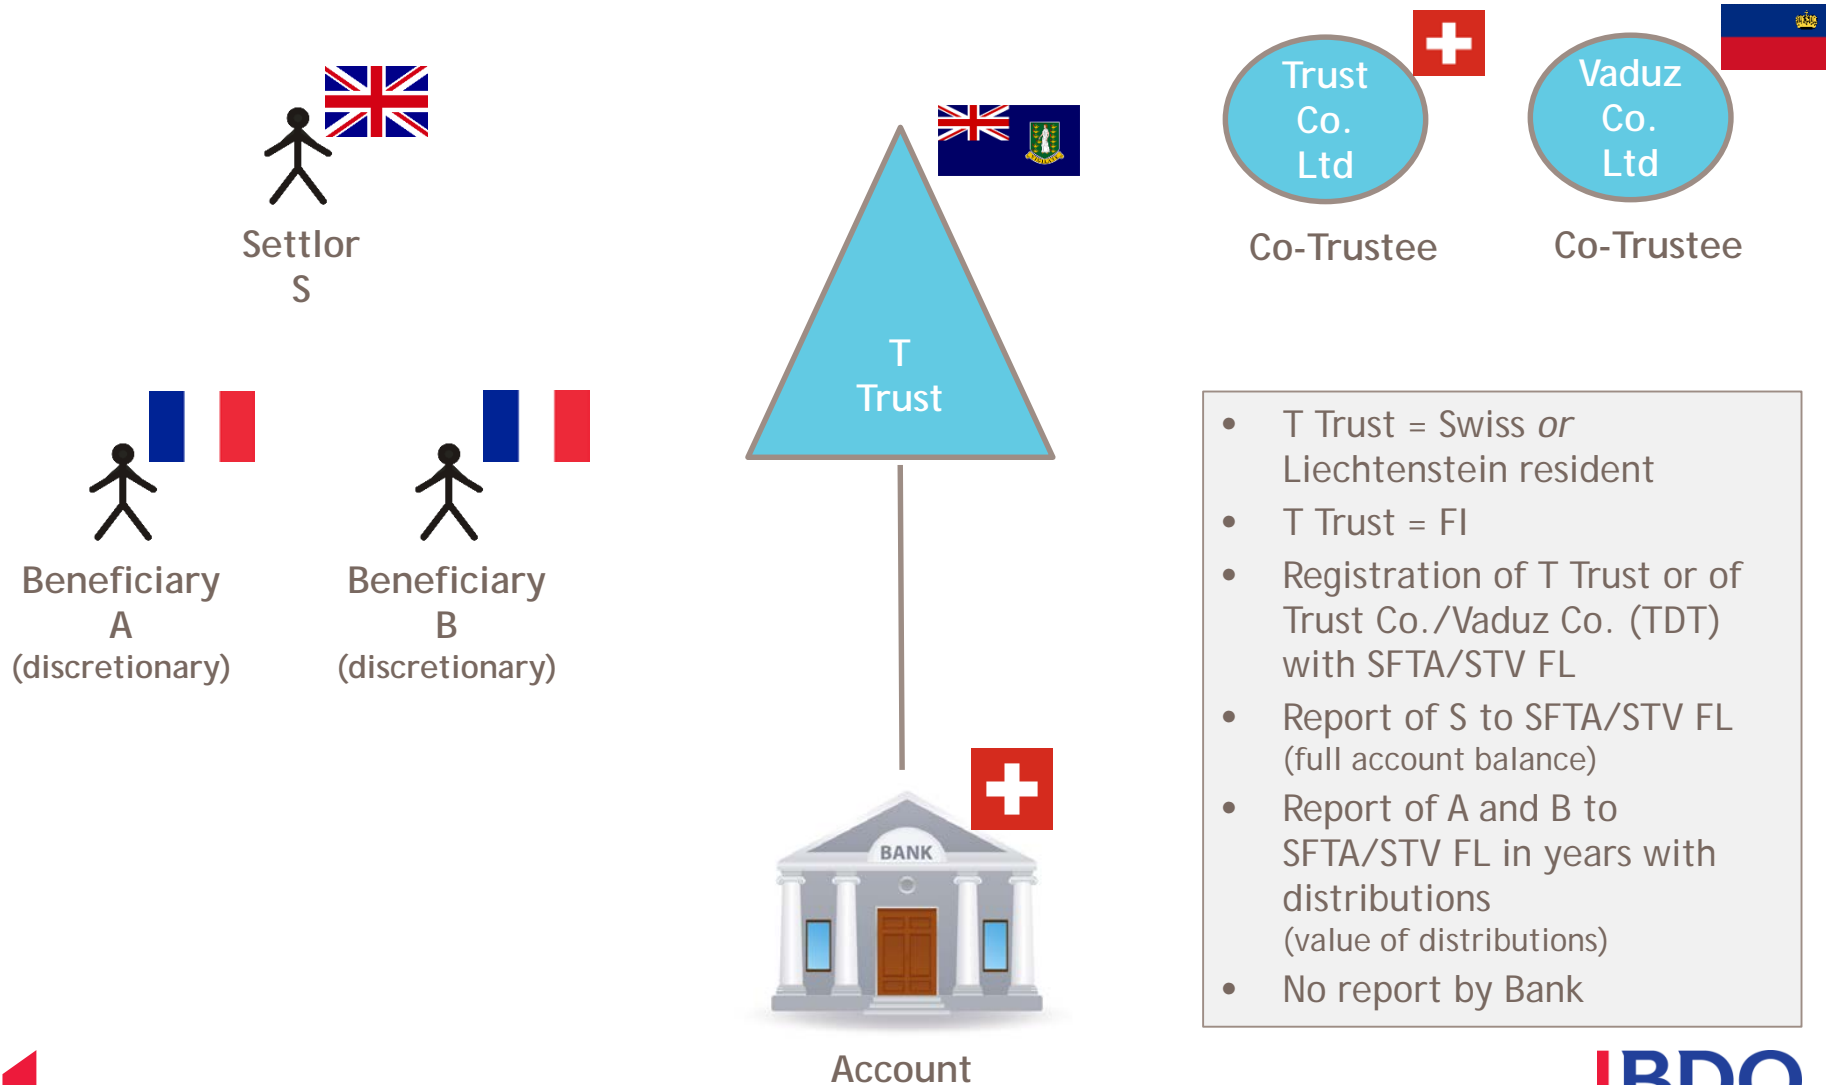 Settlor
S
Beneficiary
A
(discretionary)
Beneficiary
B
(discretionary)
T
Trust
BANK
Account
Trust
Co.
Ltd
Co-Trustee
Vaduz
Co.
Ltd
Co-Trustee
• T Trust = Swiss or
Liechtenstein resident
• T Trust = FI
• Registration of T Trust or of
Trust Co./Vaduz Co. (TDT)
with SFTA/STV FL
• Report of S to SFTA/STV FL
(full account balance)
• Report of A and B to
SFTA/STV FL in years with
distributions
(value of distributions)
• No report by Bank
BDO